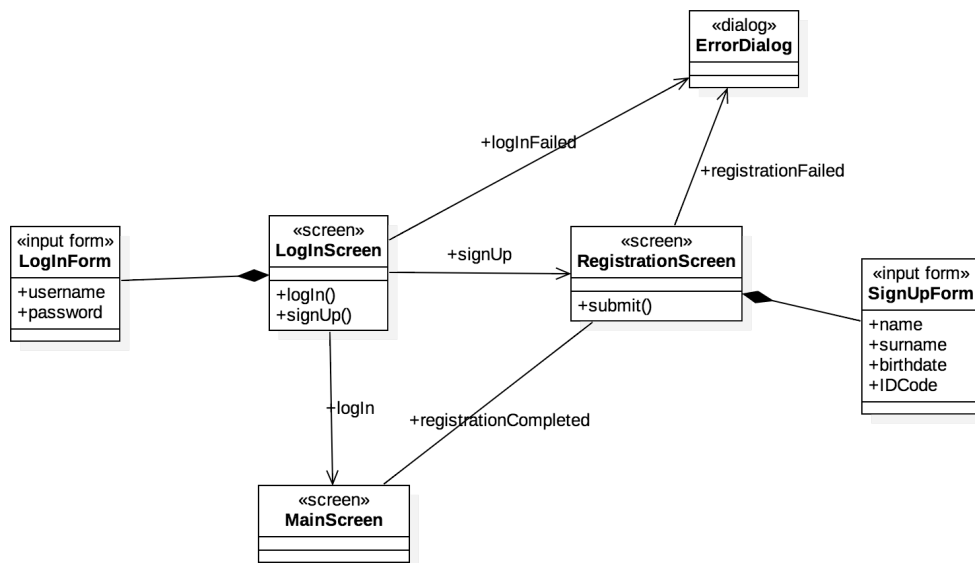 «dialog»
ErrorDialog
+logInFailed
+registrationFailed
«input form»
LogInForm
+username
+password
«screen»
LogInScreen
+logIn()
+signUp()
+signUp
«screen»
RegistrationScreen
+submit()
«input form»
SignUpForm
+name
+surname
+birthdate
+IDCode
+logIn
+registrationCompleted
«screen»
MainScreen